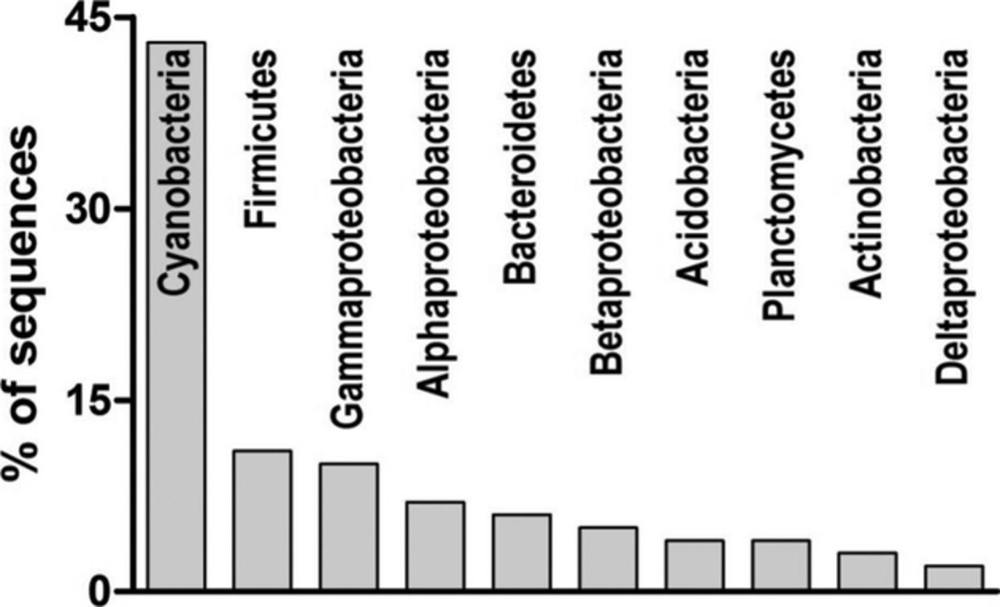 % of sequences
45
30
15
0
Cyanobacteria
Firmicutes
Gammaproteobacteria
Alphaproteobacteria
Bacteroidetes
Betaproteobacteria
Acidobacteria
Planctomycetes
Actinobacteria
Deltaproteobacteria